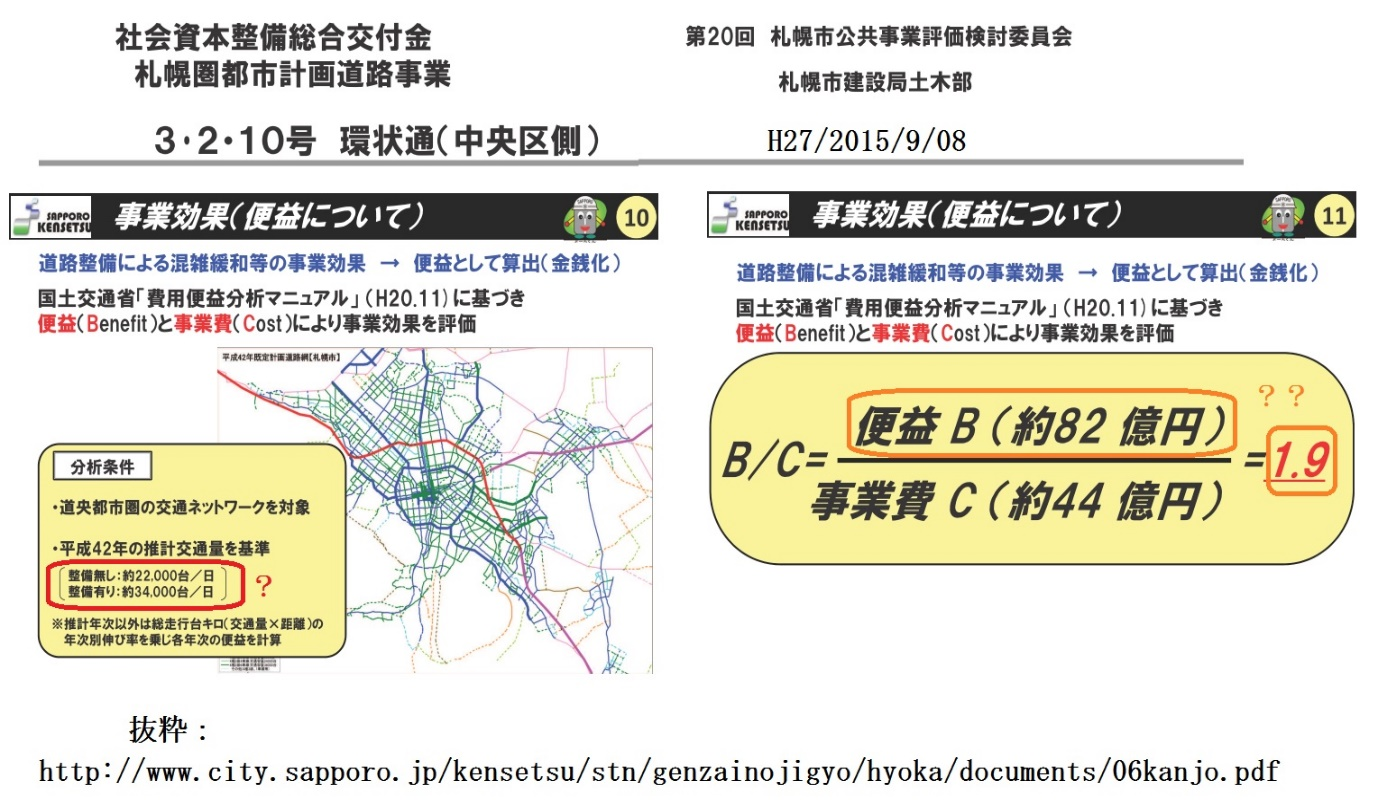 社会資本整備総合交付金
札幌圏都市計画道路事業
3・2・10号 環状通(中央区側)
第20回 札幌市公共事業評価検討委員会
札幌市建設局土木部
H27/2015/9/08
SAPPORO
KENSETSU
事業効果(便益について)
10
道路整備による混雑緩和等の事業効果 → 便益として算出(金銭化)
国土交通省「費用便益分析マニュアル」(H20.11)に基づき
便益(Benefit)と事業費(Cost)により事業効果を評価
平成42年既定計画道路網【札幌市】
分析条件
・道央都市圏の交通ネットワークを対象
・平成42年の推計交通量を基準
整備無し:約22,000台/日
整備有り:約34,000台/日
?
※推計年次以外は総走行台キロ(交通量×距離)の
年次別伸び率を乗じ各年次の便益を計算
SAPPORO
KENSETSU
事業効果(便益について)
11
道路整備による混雑緩和等の事業効果 → 便益として算出(金銭化)
国土交通省「費用便益分析マニュアル」(H20.11)に基づき
便益(Benefit)と事業費(Cost)により事業効果を評価
??
便益 B (約82 億円)
B/C= =1.9
事業費 C (約44 億円)
抜粋:
http://www.city.sapporo.jp/kensetsu/stn/genzainojigyo/hyoka/documents/06kanjo.pdf